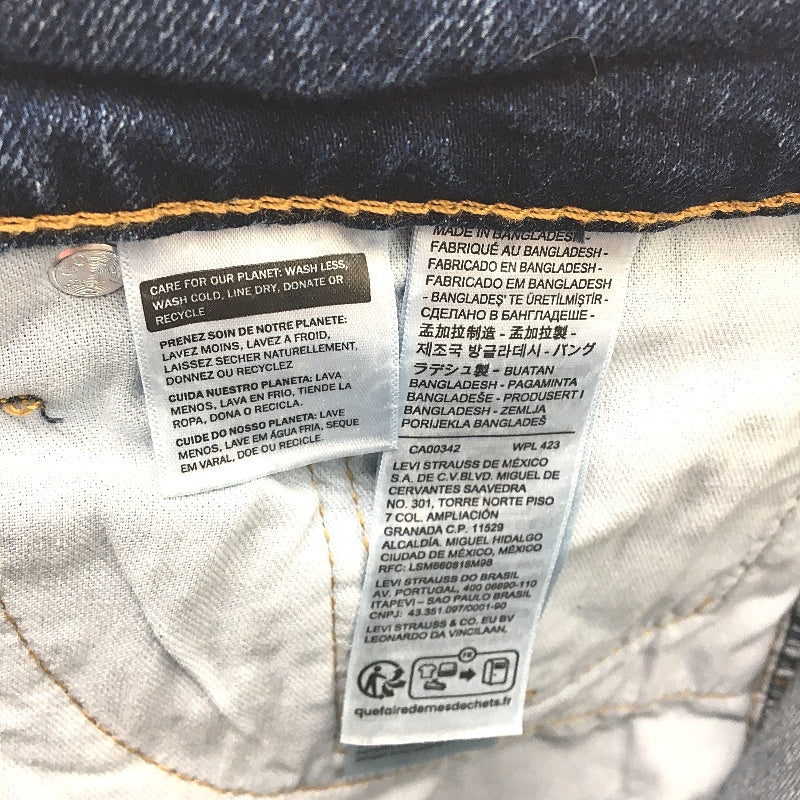 CARE FOR OUR PLANET: WASH LESS,
WASH COLD, LINE DRY, DONATE OR
RECYCLE
PRENEZ SOIN DE NOTRE PLANETE:
LAVEZ MOINS, LAVEZ A FROID,
LAISSEZ SECHER NATURELLEMENT,
DONNEZ OU RECYCLEZ
CUIDA NUESTRO PLANETA: LAVA
MENOS, LAVA EN FRIO, TIENDE LA
ROPA, DONA O RECICLA.
CUIDE DO NOSSO PLANETA: LAVE
MENOS, LAVE EM ÁGUA FRIA, SEQUE
EM VARAL, DOE OU RECICLE.
MADE IN BANGLADESH -
FABRIQUÉ AU BANGLADESH -
FABRICADO EN BANGLADESH -
FABRICADO EM BANGLADESH
- BANGLADEŞ' TE ÜRETİLMİŞTİR -
СДЕЛАНО В БАНГЛАДЕШЕ -
孟加拉制造 - 孟加拉製 -
제조국 방글라데시 - バング
ラデシュ製 - BUATAN
BANGLADESH - PAGAMINTA
BANGLADEŠE - PRODUSERT I
BANGLADESH - ZEMLJA
PORIJEKLA BANGLADEŠ
CA00342 WPL 423
LEVI STRAUSS DE MÉXICO
S.A. DE C.V.BLVD. MIGUEL DE
CERVANTES SAAVEDRA
NO. 301, TORRE NORTE PISO
7 COL. AMPLIACIÓN
GRANADA C.P. 11529
ALCALDÍA. MIGUEL HIDALGO
CIUDAD DE MÉXICO, MÉXICO
RFC: LSM660818M98
LEVI STRAUSS DO BRASIL
AV. PORTUGAL, 400 06690-110
ITAPEVI – SAO PAULO BRASIL
CNPJ: 43.351.097/0001-90
LEVI STRAUSS & CO. EU BV
LEONARDO DA VINCILAAN,
FR
quefairedemesdechets.fr